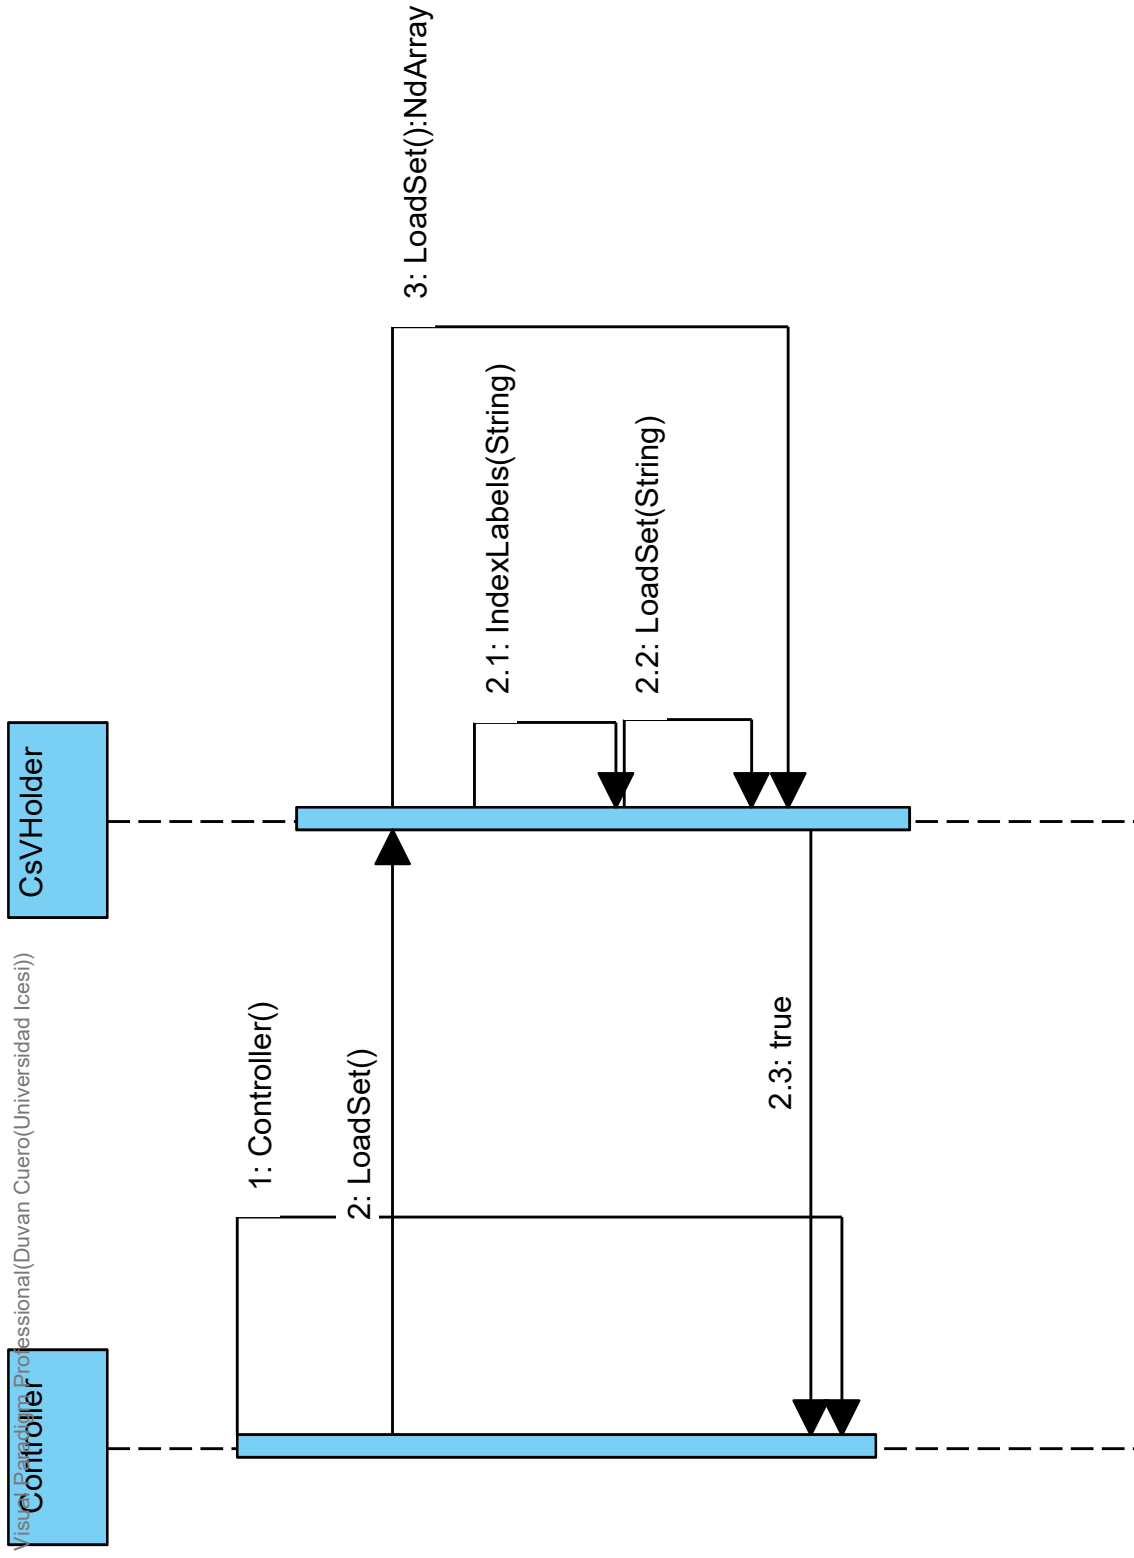 Visual Paradigm Professional(Duvan Cuero(Universidad Icesi))
Controller
CsVHolder
1: Controller()
2: LoadSet()
3: LoadSet():NdArray
2.1: IndexLabels(String)
2.2: LoadSet(String)
2.3: true